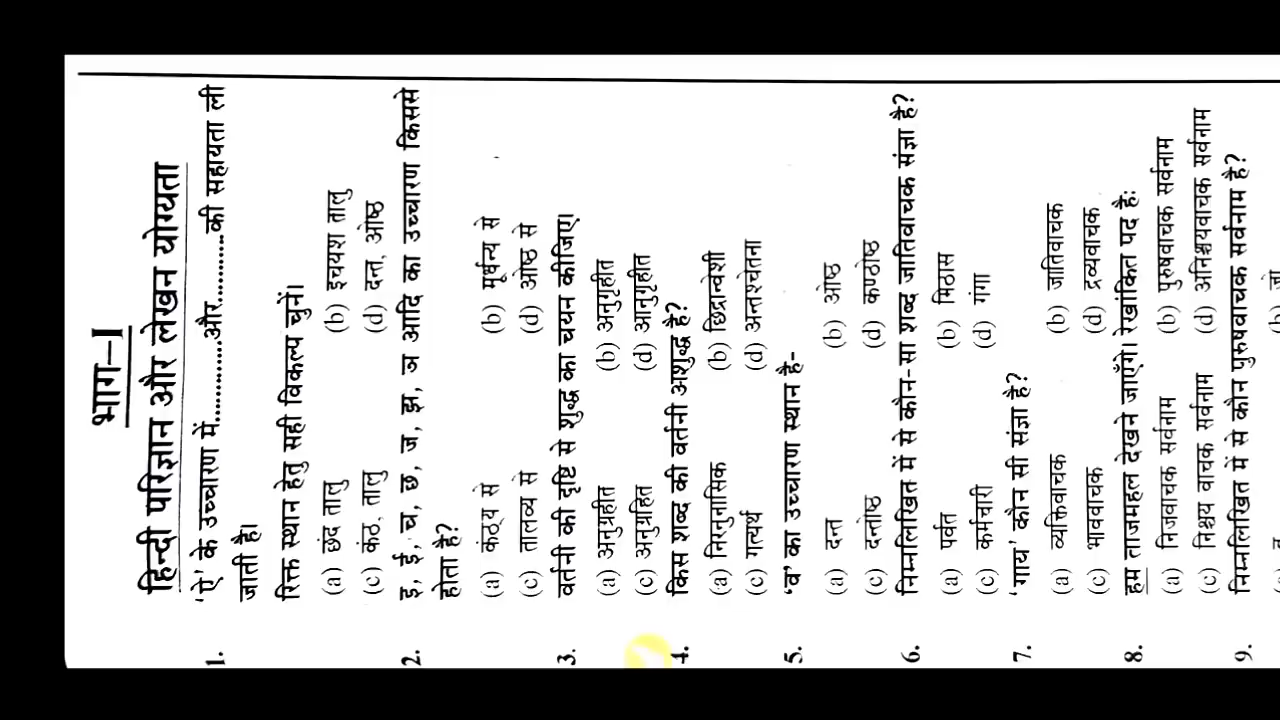 भाग–I
हिन्दी परिज्ञान और लेखन योग्यता
1. 'ऐ' के उच्चारण में............और............की सहायता ली
जाती है।
रिक्त स्थान हेतु सही विकल्प चुनें।
(a) छंद तालु (b) इचयश तालु
(c) कंठ, तालु (d) दन्त, ओष्ठ
2. इ, ई, च, छ, ज, झ, ञ आदि का उच्चारण किससे
होता है?
(a) कंठ्य से (b) मूर्धन्य से
(c) तालव्य से (d) ओष्ठ से
3. वर्तनी की दृष्टि से शुद्ध का चयन कीजिए।
(a) अनुग्रहीत (b) अनुगृहीत
(c) अनुग्रहित (d) आनुगृहीत
4. किस शब्द की वर्तनी अशुद्ध है?
(a) निरनुनासिक (b) छिद्रान्वेशी
(c) गत्यर्थ (d) अन्तश्चेतना
5. 'व' का उच्चारण स्थान है-
(a) दन्त (b) ओष्ठ
(c) दन्तोष्ठ (d) कण्ठोष्ठ
6. निम्नलिखित में से कौन-सा शब्द जातिवाचक संज्ञा है?
(a) पर्वत (b) मिठास
(c) कर्मचारी (d) गंगा
7. 'गाय' कौन सी संज्ञा है?
(a) व्यक्तिवाचक (b) जातिवाचक
(c) भाववाचक (d) द्रव्यवाचक
8. हम ताजमहल देखने जाएँगे। रेखांकित पद है:
(a) निजवाचक सर्वनाम (b) पुरुषवाचक सर्वनाम
(c) निश्चय वाचक सर्वनाम (d) अनिश्चयवाचक सर्वनाम
9. निम्नलिखित में से कौन पुरुषवाचक सर्वनाम है?